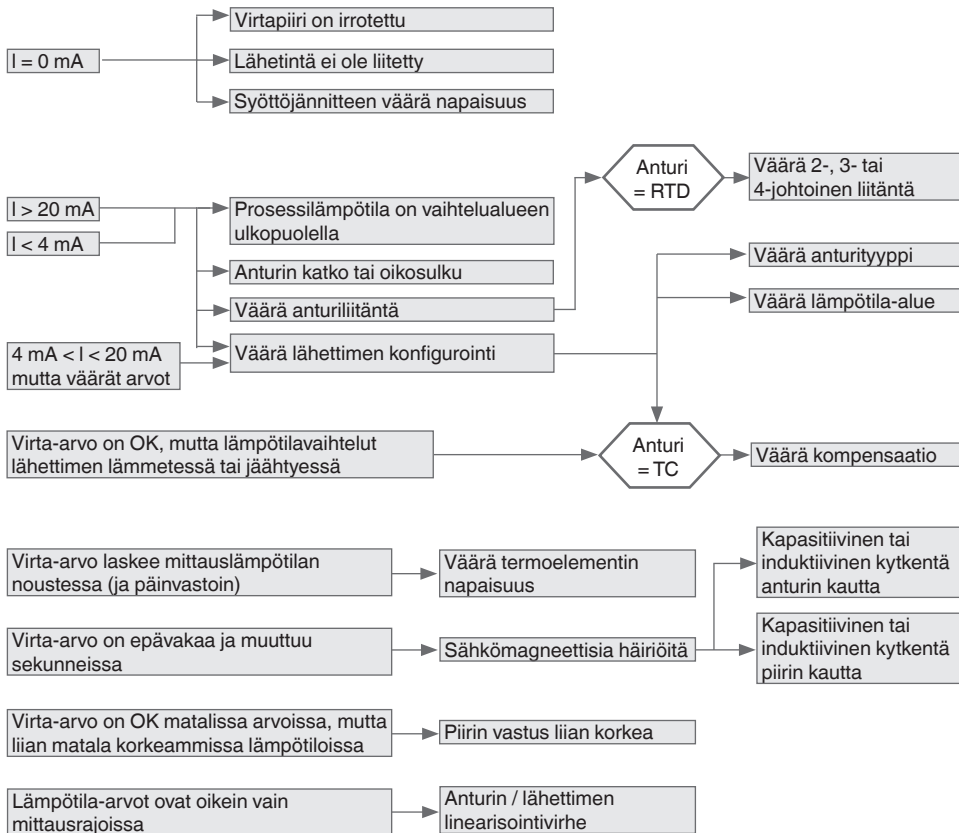 Virtapiiri on irrotettu
I = 0 mA
Lähetintä ei ole liitetty
Syöttöjännitteen väärä napaisuus
Anturi
= RTD
Väärä 2-, 3- tai
4-johtoinen liitäntä
I > 20 mA
I < 4 mA
Prosessilämpötila on vaihtelualueen
ulkopuolella
Anturin katko tai oikosulku
Väärä anturiliitäntä
Väärä anturityyppi
Väärä lämpötila-alue
4 mA < I < 20 mA
mutta väärät arvot
Väärä lähettimen konfigurointi
Virta-arvo on OK, mutta lämpötilavaihtelut
lähettimen lämmetessä tai jäähtyessä
Anturi
= TC
Väärä kompensaatio
Virta-arvo laskee mittauslämpötilan
noustessa (ja päinvastoin)
Väärä termoelementin
napaisuus
Kapasitiivinen tai
induktiivinen kytkentä
anturin kautta
Virta-arvo on epävakaa ja muuttuu
sekunneissa
Sähkömagneettisia häiriöitä
Kapasitiivinen tai
induktiivinen kytkentä
piirin kautta
Virta-arvo on OK matalissa arvoissa, mutta
liian matala korkeammissa lämpötiloissa
Piirin vastus liian korkea
Lämpötila-arvot ovat oikein vain
mittausrajoissa
Anturin / lähettimen
linearisointivirhe